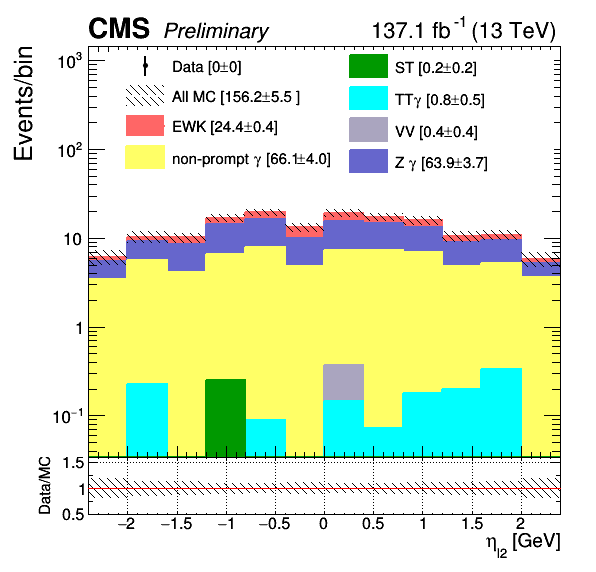 CMS Preliminary 137.1 fb⁻¹ (13 TeV)
Events/bin
10³
10²
10
1
10⁻¹
Data [0±0]
All MC [156.2±5.5 ]
EWK [24.4±0.4]
non-prompt γ [66.1±4.0]
ST [0.2±0.2]
TTγ [0.8±0.5]
VV [0.4±0.4]
Z γ [63.9±3.7]
Data/MC
1.5
1
0.5
−2 −1.5 −1 −0.5 0 0.5 1 1.5 2
η_l2 [GeV]